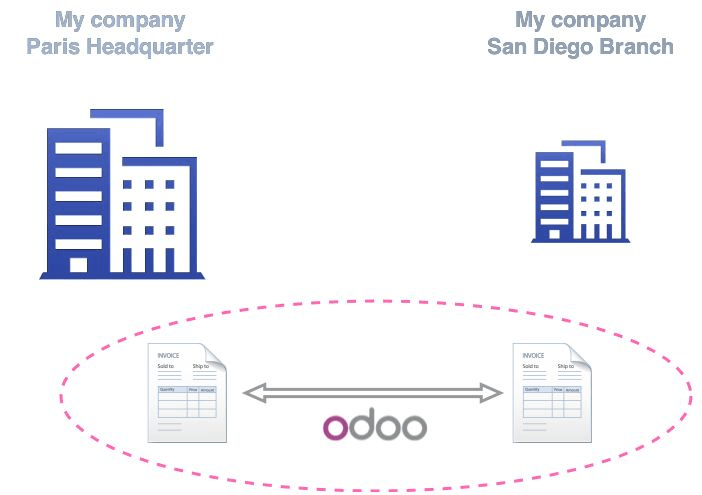 My company
Paris Headquarter
My company
San Diego Branch
INVOICE
Sold to Ship to
Quantity Price Amount
INVOICE
Sold to Ship to
Quantity Price Amount
odoo